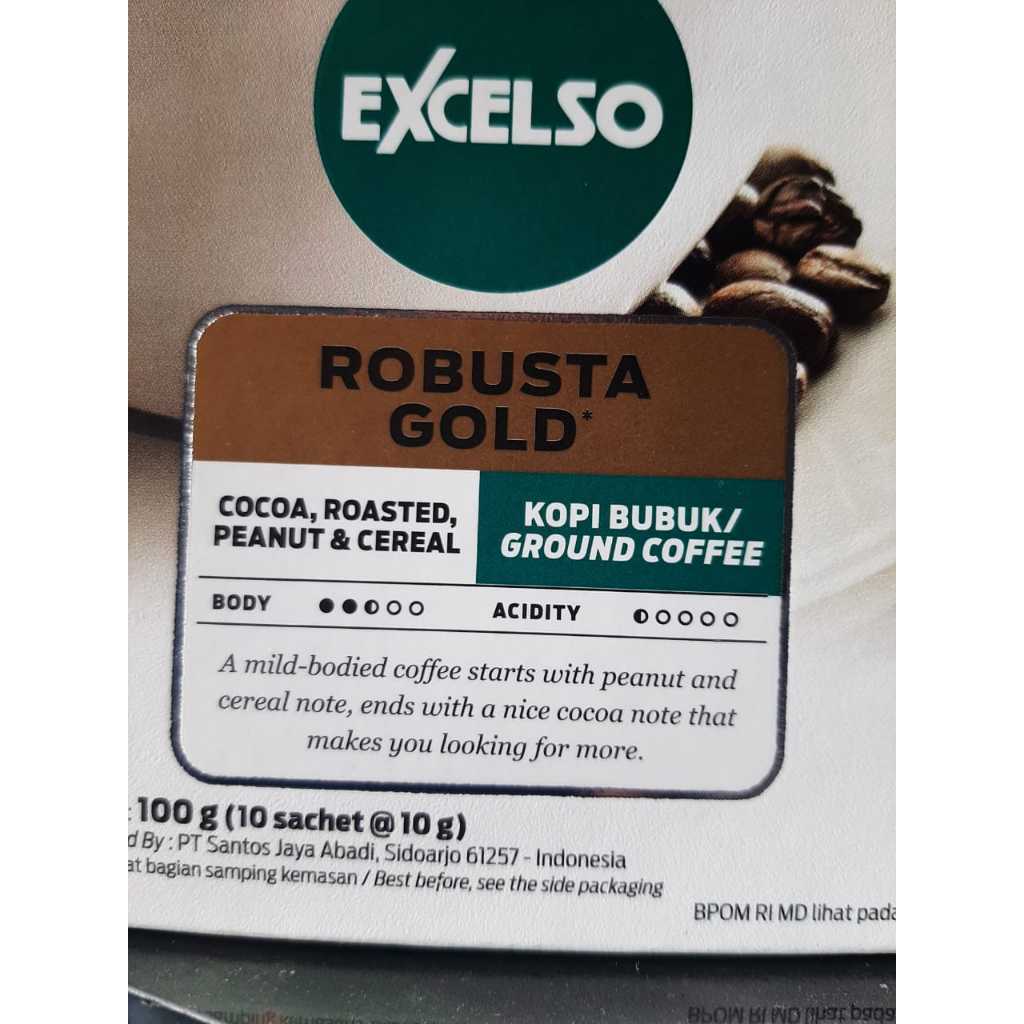 EXCELSO
ROBUSTA
GOLD*
COCOA, ROASTED,
PEANUT & CEREAL
KOPI BUBUK/
GROUND COFFEE
BODY
ACIDITY
A mild-bodied coffee starts with peanut and
cereal note, ends with a nice cocoa note that
makes you looking for more.
: 100 g (10 sachet @ 10 g)
d By : PT Santos Jaya Abadi, Sidoarjo 61257 - Indonesia
at bagian samping kemasan / Best before, see the side packaging
BPOM RI MD lihat pada